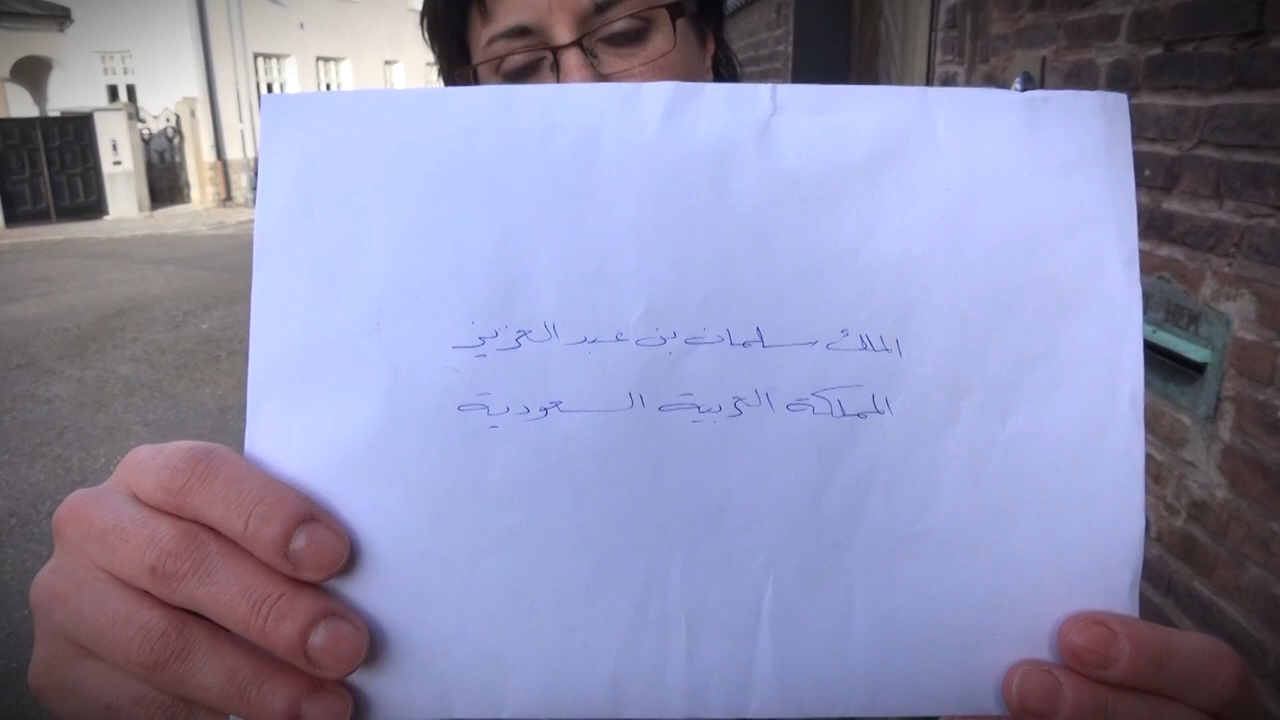 الملك سلمان بن عبد العزيز
المملكة العربية السعودية